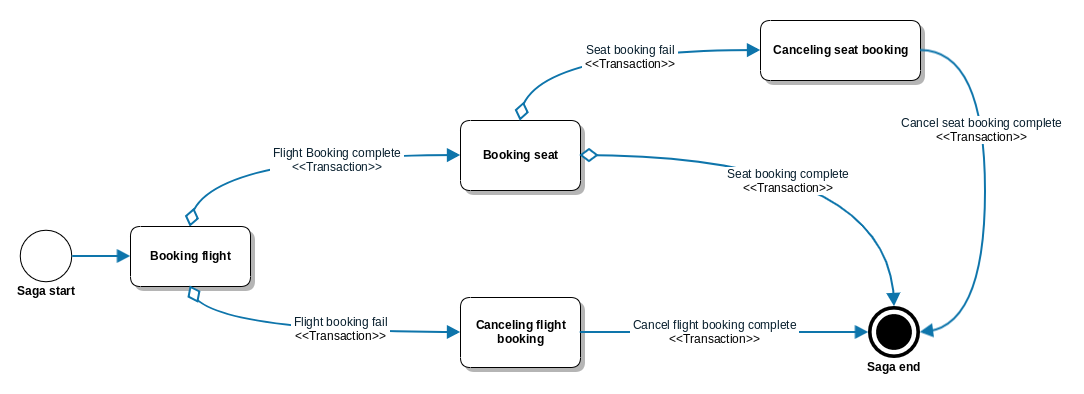 Seat booking fail
<<Transaction>>
Canceling seat booking
Cancel seat booking complete
<<Transaction>>
Flight Booking complete
<<Transaction>>
Booking seat
Seat booking complete
<<Transaction>>
Booking flight
Saga start
Flight booking fail
<<Transaction>>
Canceling flight
booking
Cancel flight booking complete
<<Transaction>>
Saga end